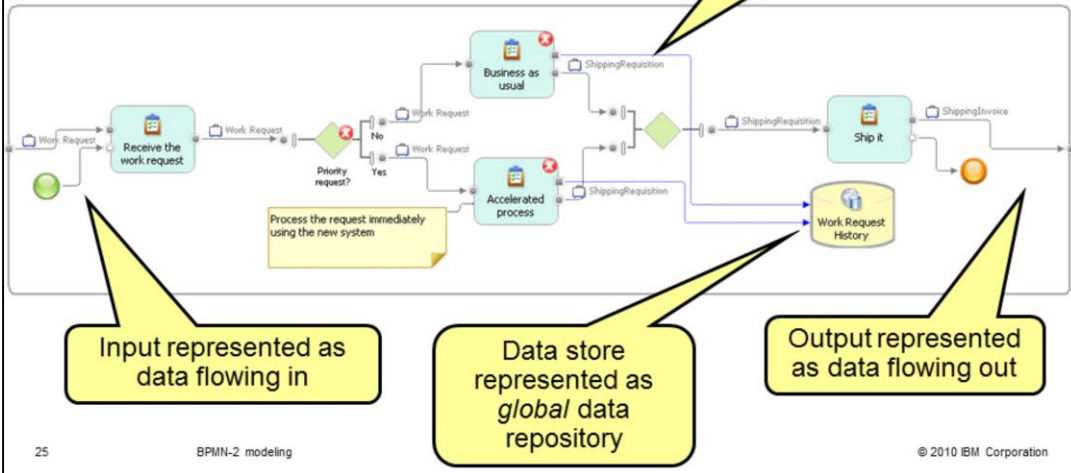 Business as
usual
ShippingRequisition
Work Request
No
Work Request
Receive the
work request
Work Request
Priority
request?
Yes
Work Request
ShippingRequisition
Ship it
ShippingInvoice
Accelerated
process
ShippingRequisition
Process the request immediately
using the new system
Work Request
History
Input represented as
data flowing in
Data store
represented as
global data
repository
Output represented
as data flowing out
25
BPMN-2 modeling
© 2010 IBM Corporation